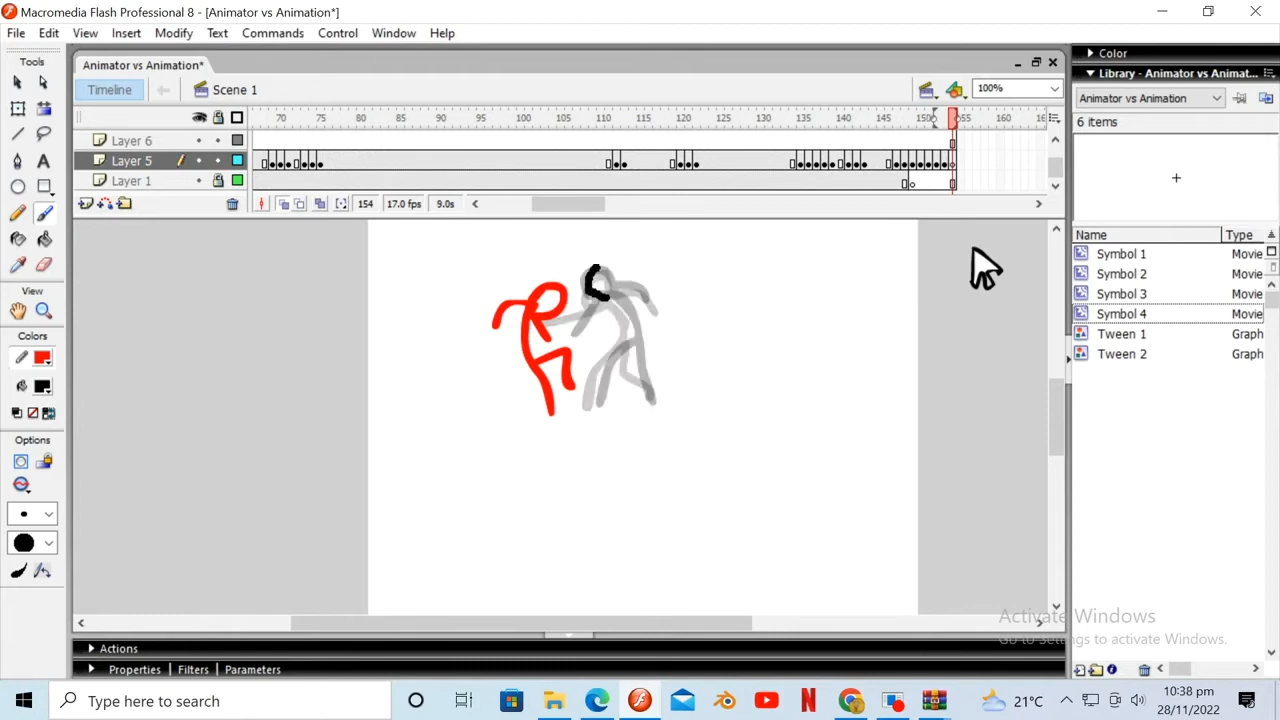 Macromedia Flash Professional 8 - [Animator vs Animation*]
File Edit View Insert Modify Text Commands Control Window Help
Tools
Animator vs Animation*
Timeline
Scene 1
100%
70 75 80 85 90 95 100 105 110 115 120 125 130 135 140 145 150 155 160 16
Layer 6
Layer 5
Layer 1
154 17.0 fps 9.0s
View
Colors
Options
Color
Library - Animator vs Animat...
Animator vs Animation
6 items
Name Type
Symbol 1 Movie
Symbol 2 Movie
Symbol 3 Movie
Symbol 4 Movie
Tween 1 Graph
Tween 2 Graph
Activate Windows
Go to Settings to activate Windows.
Actions
Properties Filters Parameters
Type here to search
21°C
10:38 pm
28/11/2022